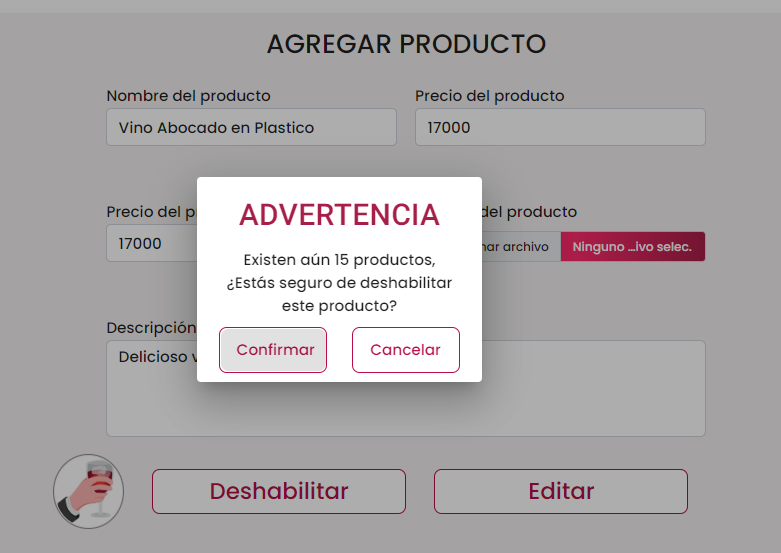 AGREGAR PRODUCTO
Nombre del producto
Precio del producto
Vino Abocado en Plastico
17000
Precio del p
del producto
17000
nar archivo
Ninguno ...ivo selec.
ADVERTENCIA
Existen aún 15 productos,
¿Estás seguro de deshabilitar
este producto?
Confirmar
Cancelar
Descripción
Delicioso v
Deshabilitar
Editar